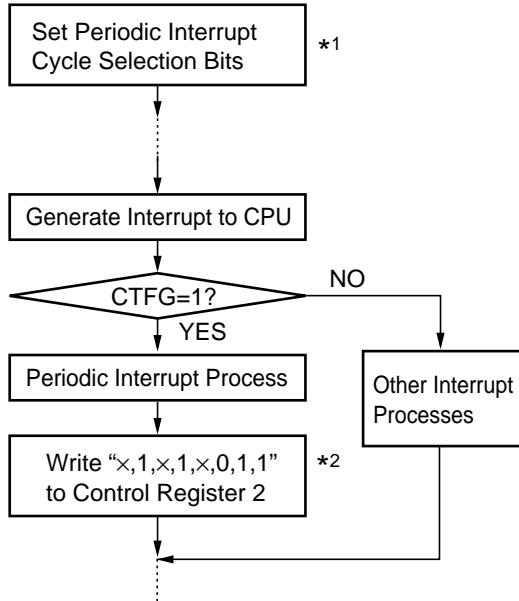 Set Periodic Interrupt
Cycle Selection Bits
*1
Generate Interrupt to CPU
CTFG=1?
NO
YES
Periodic Interrupt Process
Other Interrupt
Processes
Write “×,1,×,1,×,0,1,1”
to Control Register 2
*2